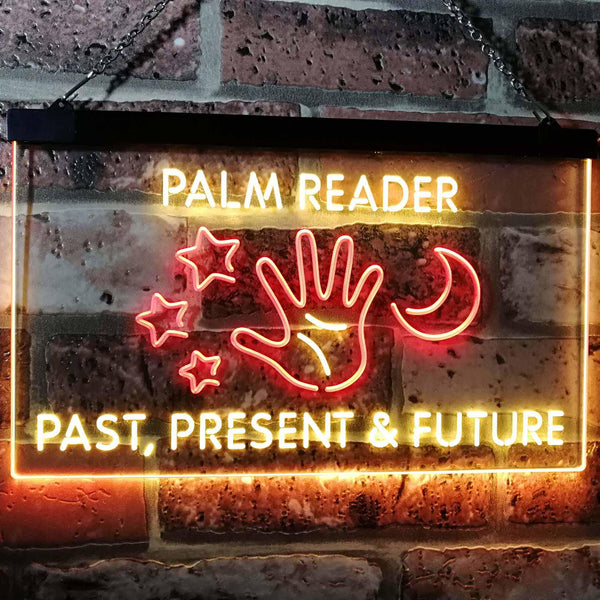 PALM READER
PAST, PRESENT & FUTURE